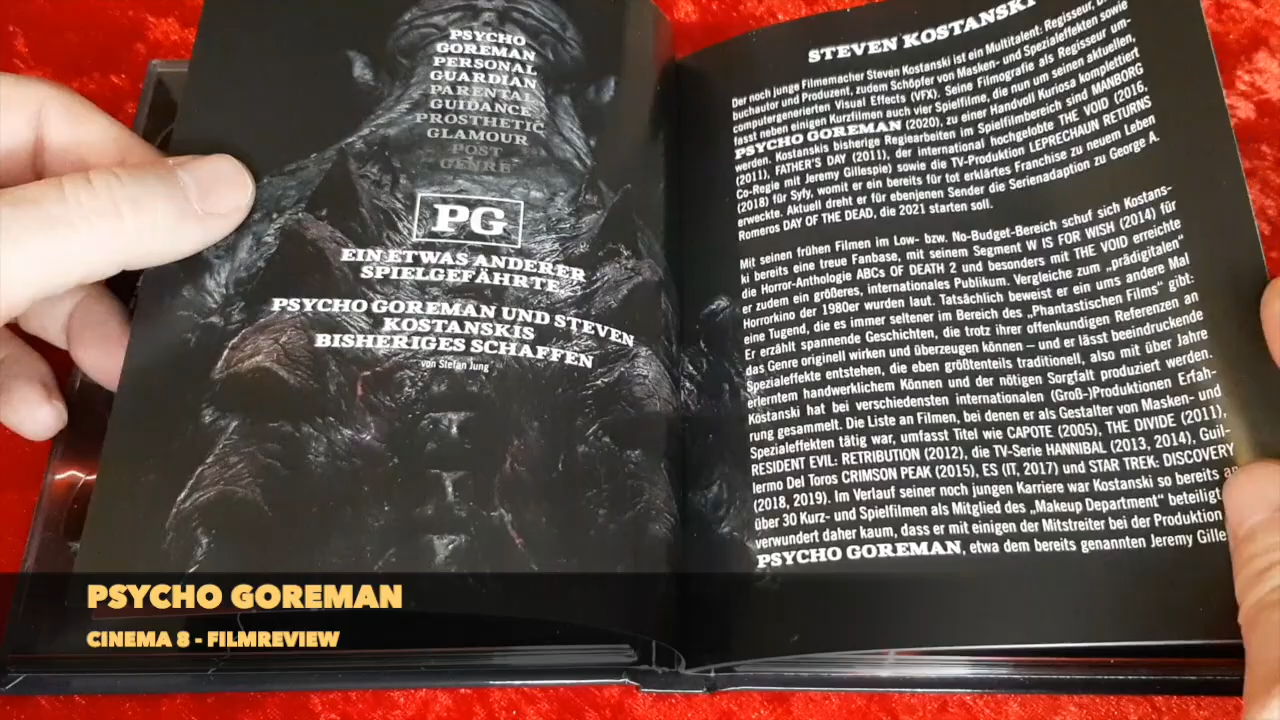 PSYCHO
GOREMAN
PERSONAL
GUARDIAN
PARENTAL
GUIDANCE
PROSTHETIC
GLAMOUR
POST
GENRE
PG
EIN ETWAS ANDERER
SPIELGEFÄHRTE...
PSYCHO GOREMAN UND STEVEN
KOSTANSKIS
BISHERIGES SCHAFFEN
von Stefan Jung
STEVEN KOSTANSKI
Der noch junge Filmemacher Steven Kostanski ist ein Multitalent: Regisseur,
buchautor und Produzent, zudem Schöpfer von Masken- und Spezialeffekten sowie
computergenerierten Visual Effects (VFX). Seine Filmografie als Regisseur um-
fasst neben einigen Kurzfilmen auch vier Spielfilme, die nun um seinen aktuellen,
PSYCHO GOREMAN (2020), zu einer Handvoll Kuriosa komplettiert
werden. Kostanskis bisherige Regiearbeiten im Spielfilmbereich sind MANBORG
(2011), FATHER'S DAY (2011), der international hochgelobte THE VOID (2016,
Co-Regie mit Jeremy Gillespie) sowie die TV-Produktion LEPRECHAUN RETURNS
(2018) für Syfy, womit er ein bereits für tot erklärtes Franchise zu neuem Leben
erweckte. Aktuell dreht er für ebenjenen Sender die Serienadaption zu George A.
Romeros DAY OF THE DEAD, die 2021 starten soll.
Mit seinen frühen Filmen im Low- bzw. No-Budget-Bereich schuf sich Kostans-
ki bereits eine treue Fanbase, mit seinem Segment W IS FOR WISH (2014) für
die Horror-Anthologie ABCs OF DEATH 2 und besonders mit THE VOID erreichte
er zudem ein größeres, internationales Publikum. Vergleiche zum „prädigitalen"
Horrorkino der 1980er wurden laut. Tatsächlich beweist er ein ums andere Mal
eine Tugend, die es immer seltener im Bereich des „Phantastischen Films" gibt:
Er erzählt spannende Geschichten, die trotz ihrer offenkundigen Referenzen an
das Genre originell wirken und überzeugen können – und er lässt beeindruckende
Spezialeffekte entstehen, die eben größtenteils traditionell, also mit über Jahre
erlerntem handwerklichem Können und der nötigen Sorgfalt produziert werden.
Kostanski hat bei verschiedensten internationalen (Groß-)Produktionen Erfah-
rung gesammelt. Die Liste an Filmen, bei denen er als Gestalter von Masken- und
Spezialeffekten tätig war, umfasst Titel wie CAPOTE (2005), THE DIVIDE (2011),
RESIDENT EVIL: RETRIBUTION (2012), die TV-Serie HANNIBAL (2013, 2014), Guil-
lermo Del Toros CRIMSON PEAK (2015), ES (IT, 2017) und STAR TREK: DISCOVERY
(2018, 2019). Im Verlauf seiner noch jungen Karriere war Kostanski so bereits an
über 30 Kurz- und Spielfilmen als Mitglied des „Makeup Department" beteiligt
verwundert daher kaum, dass er mit einigen der Mitstreiter bei der Produktion
PSYCHO GOREMAN, etwa dem bereits genannten Jeremy Gille
PSYCHO GOREMAN
CINEMA 8 - FILMREVIEW